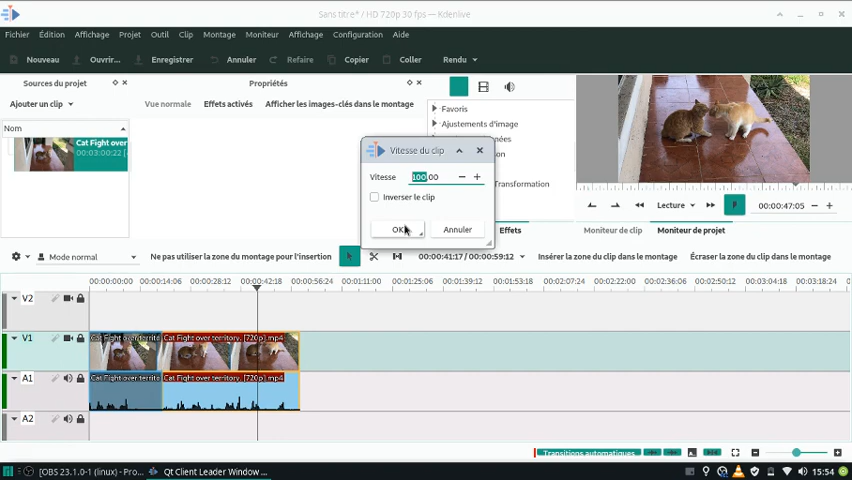 Sans titre* / HD 720p 30 fps - Kdenlive
Fichier Édition Affichage Projet Outil Clip Montage Moniteur Affichage Configuration Aide
Nouveau Ouvrir... Enregistrer Annuler Refaire Copier Coller Rendu
Sources du projet Propriétés
Ajouter un clip Vue normale Effets activés Afficher les images-clés dans le montage
Favoris
Nom
Ajustements d'image
Cat Fight over
00:03:00:22
Transformation
Vitesse du clip
Vitesse 100,00
Inverser le clip
OK Annuler
Lecture 00:00:47:05
Effets Moniteur de clip Moniteur de projet
Mode normal Ne pas utiliser la zone du montage pour l'insertion 00:00:41:17 / 00:00:59:12 Insérer la zone du clip dans le montage Écraser la zone du clip dans le montage
00:00:00:00 00:00:14:06 00:00:28:12 00:00:42:18 00:00:56:24 00:01:11:00 00:01:25:06 00:01:39:12 00:01:53:18 00:02:07:24 00:02:22:00 00:02:36:06 00:02:50:12 00:03:04:18 00:03:18:24
V2
V1 Cat Fight over territo Cat Fight over territory. [720p].mp4
A1 Cat Fight over territo Cat Fight over territory. [720p].mp4
A2
Transitions automatiques
[OBS 23.1.0-1 (linux) - Pro... Qt Client Leader Window ... 15:54